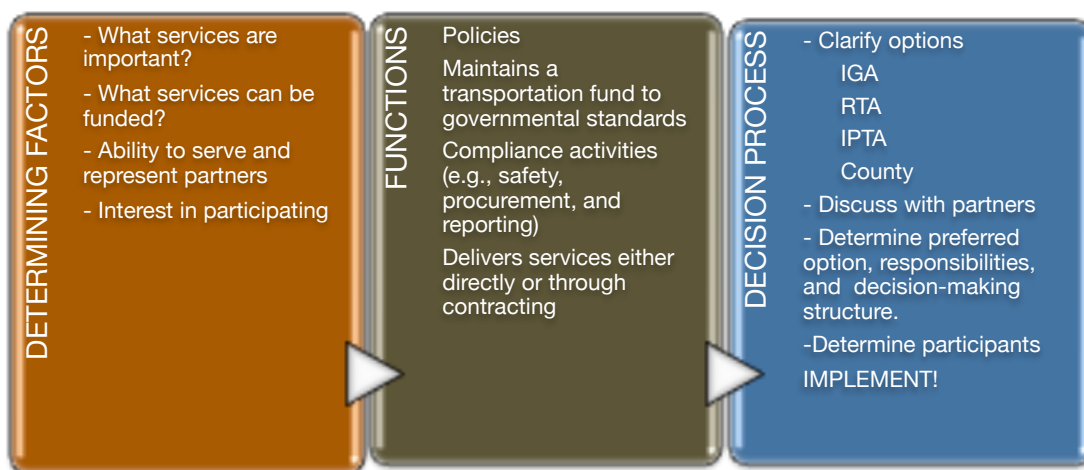 DETERMINING FACTORS
- What services are
important?
- What services can be
funded?
- Ability to serve and
represent partners
- Interest in participating
FUNCTIONS
Policies
Maintains a
transportation fund to
governmental standards
Compliance activities
(e.g., safety,
procurement, and
reporting)
Delivers services either
directly or through
contracting
DECISION PROCESS
- Clarify options
IGA
RTA
IPTA
County
- Discuss with partners
- Determine preferred
option, responsibilities,
and decision-making
structure.
-Determine participants
IMPLEMENT!